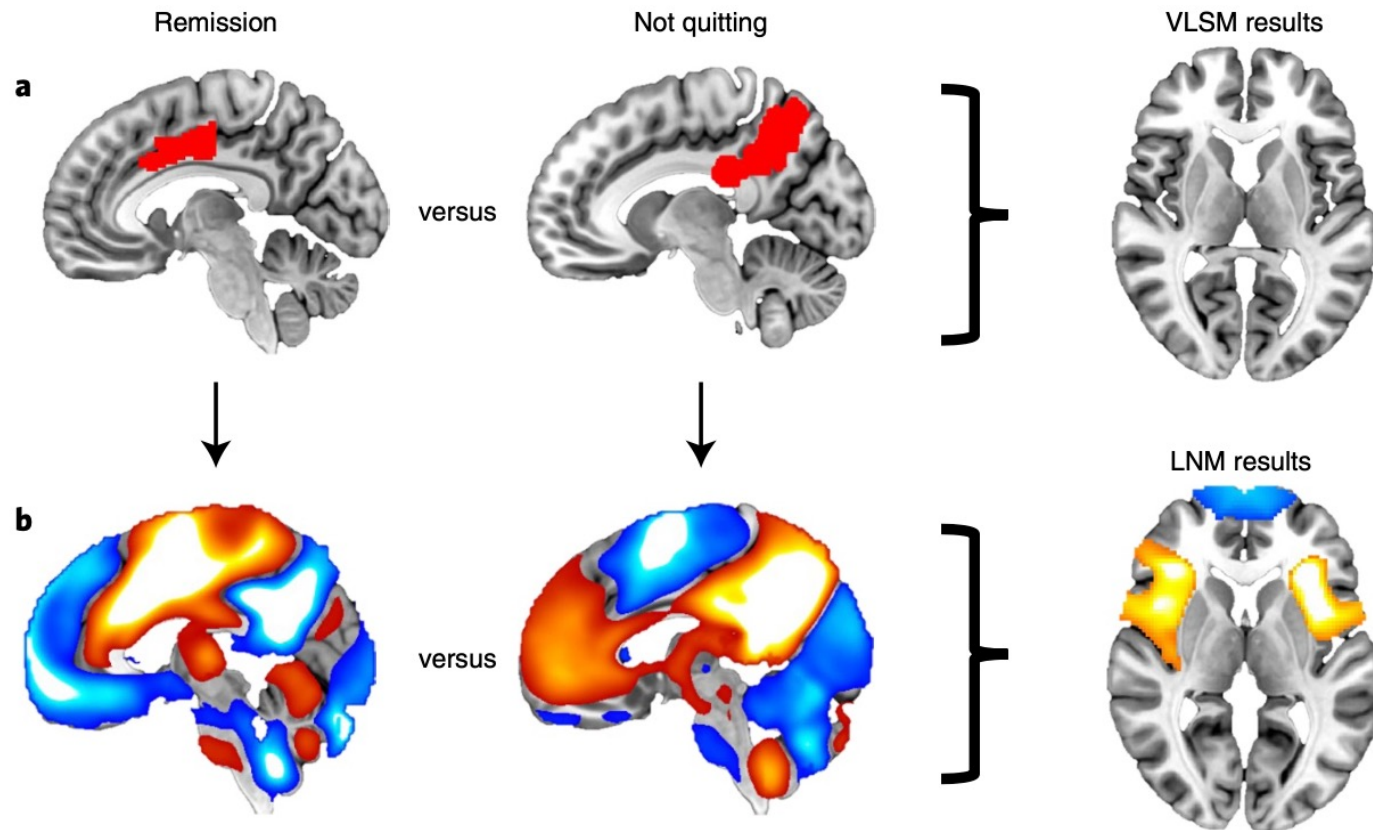 Remission
Not quitting
VLSM results
a
versus
LNM results
b
versus